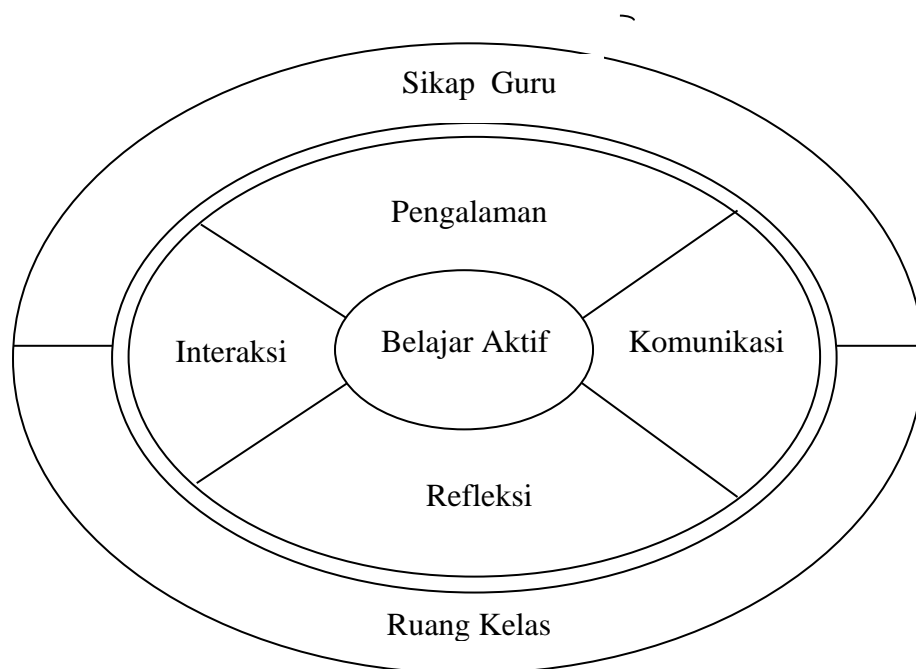 Sikap Guru
Pengalaman
Interaksi
Belajar Aktif
Komunikasi
Refleksi
Ruang Kelas